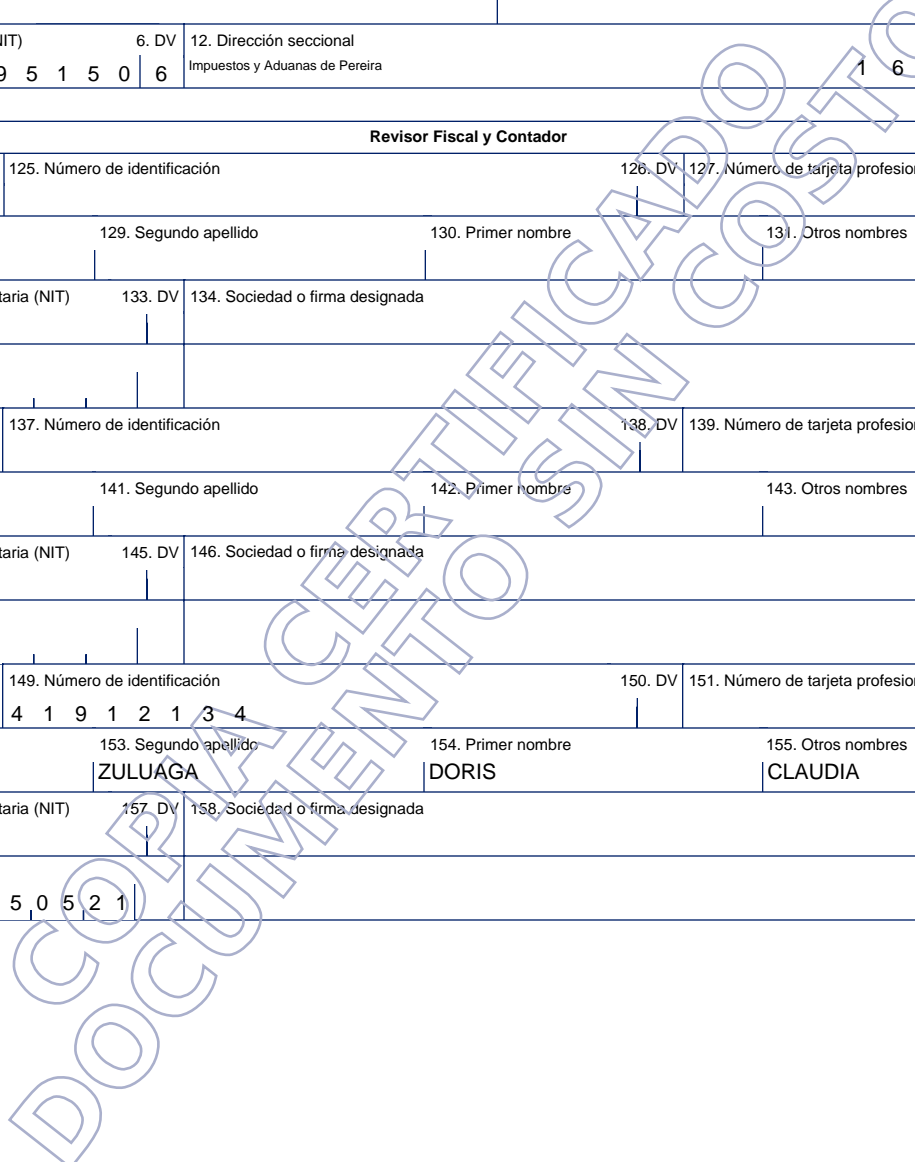 NIT) 6. DV 12. Dirección seccional
9 5 1 5 0 6 Impuestos y Aduanas de Pereira 1 6
Revisor Fiscal y Contador
125. Número de identificación 126. DV 127. Número de tarjeta profesion
129. Segundo apellido 130. Primer nombre 131. Otros nombres
taria (NIT) 133. DV 134. Sociedad o firma designada
137. Número de identificación 138. DV 139. Número de tarjeta profesion
141. Segundo apellido 142. Primer nombre 143. Otros nombres
taria (NIT) 145. DV 146. Sociedad o firma designada
149. Número de identificación 150. DV 151. Número de tarjeta profesion
4 1 9 1 2 1 3 4
153. Segundo apellido 154. Primer nombre 155. Otros nombres
ZULUAGA DORIS CLAUDIA
taria (NIT) 157. DV 158. Sociedad o firma designada
5 0 5 2 1
COPIA CERTIFICADO
DOCUMENTO SIN COSTO